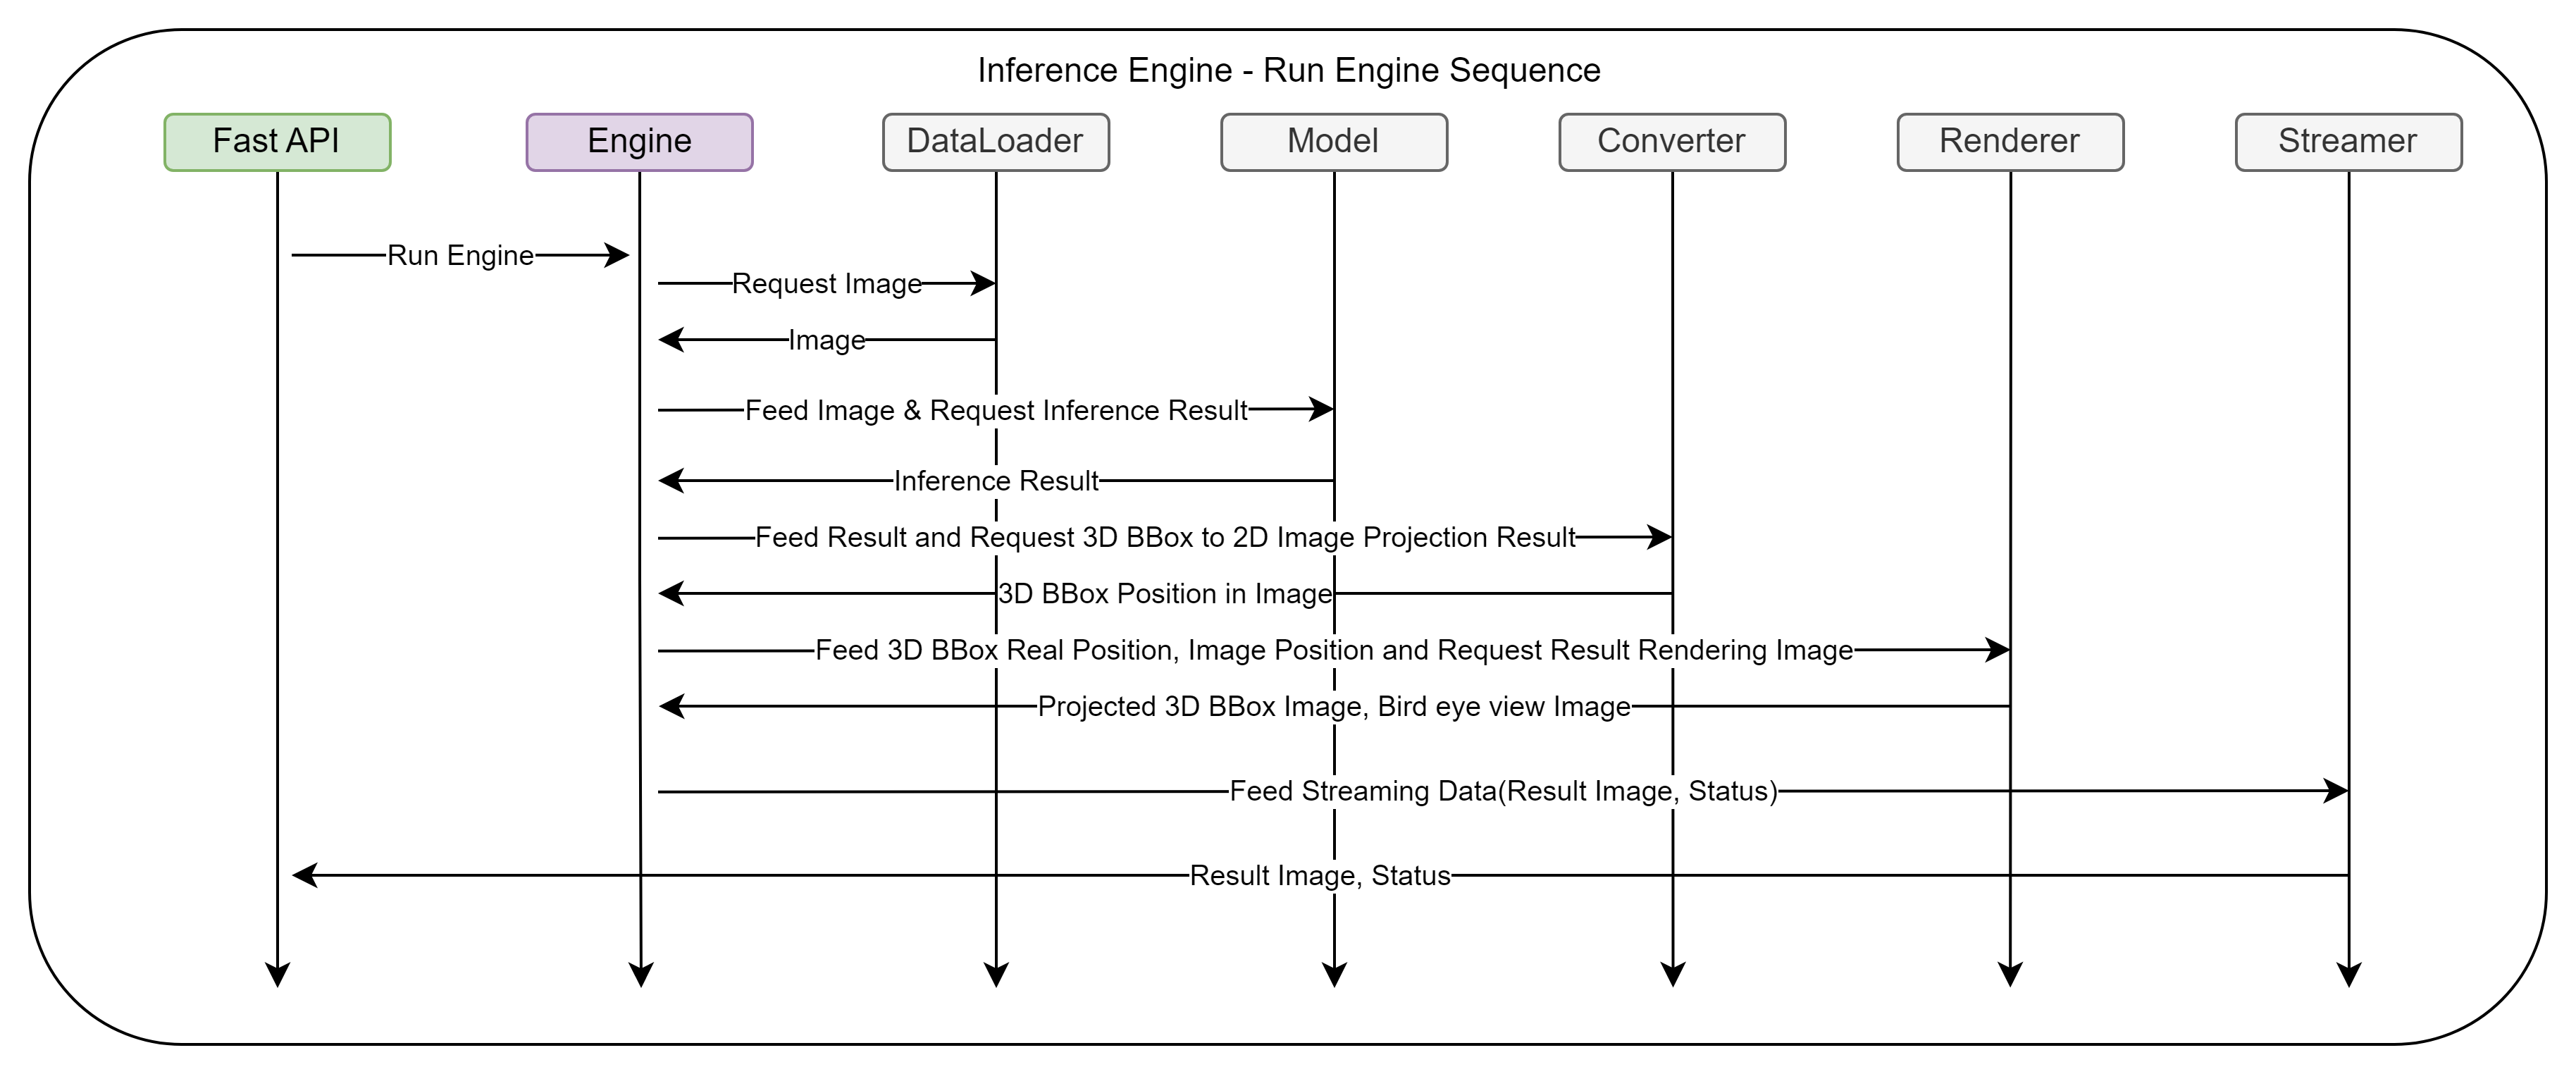 Inference Engine - Run Engine Sequence
Fast API
Engine
DataLoader
Model
Converter
Renderer
Streamer
Run Engine
Request Image
Image
Feed Image & Request Inference Result
Inference Result
Feed Result and Request 3D BBox to 2D Image Projection Result
3D BBox Position in Image
Feed 3D BBox Real Position, Image Position and Request Result Rendering Image
Projected 3D BBox Image, Bird eye view Image
Feed Streaming Data(Result Image, Status)
Result Image, Status